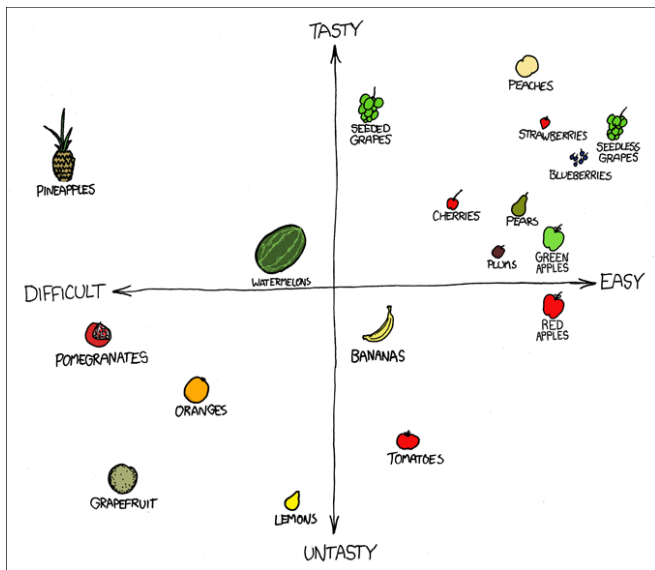 TASTY
PEACHES
SEEDED
GRAPES
STRAWBERRIES
SEEDLESS
GRAPES
BLUEBERRIES
PINEAPPLES
CHERRIES
PEARS
GREEN
APPLES
PLUMS
WATERMELONS
DIFFICULT
EASY
RED
APPLES
POMEGRANATES
BANANAS
ORANGES
TOMATOES
GRAPEFRUIT
LEMONS
UNTASTY